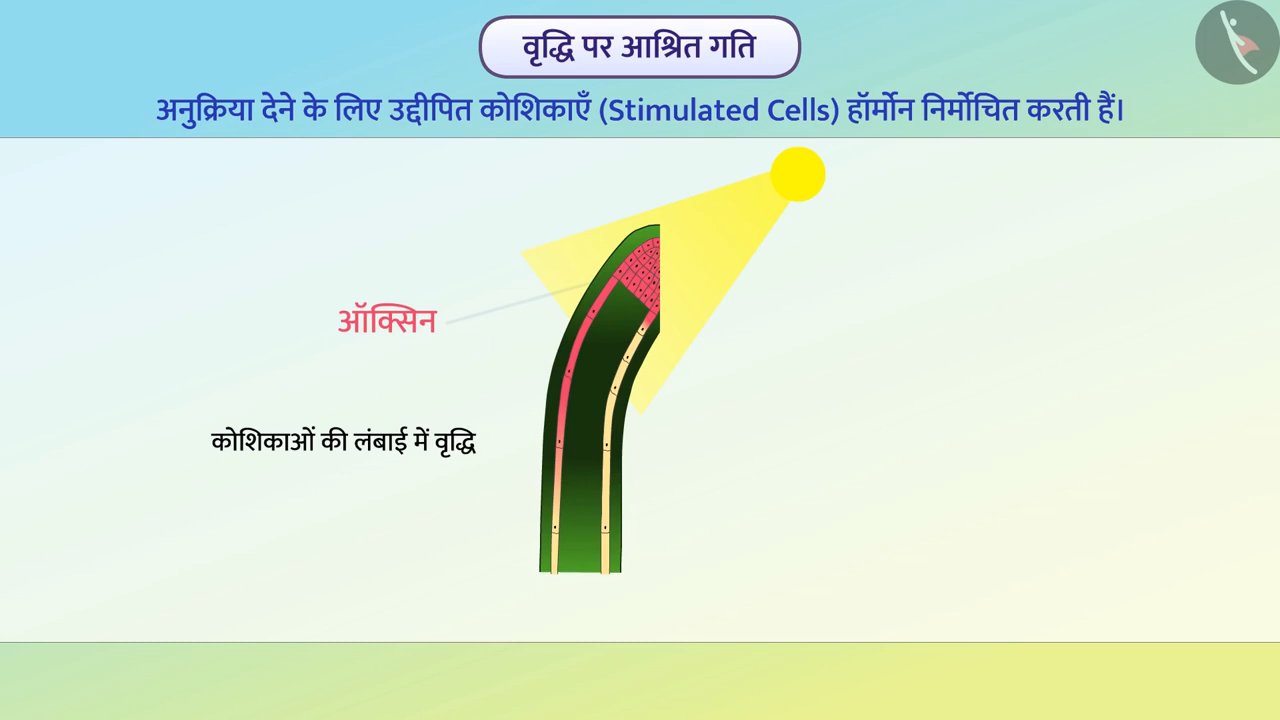 वृद्धि पर आश्रित गति
अनुक्रिया देने के लिए उद्दीपित कोशिकाएँ (Stimulated Cells) हॉर्मोन निर्मोचित करती हैं।
ऑक्सिन
कोशिकाओं की लंबाई में वृद्धि